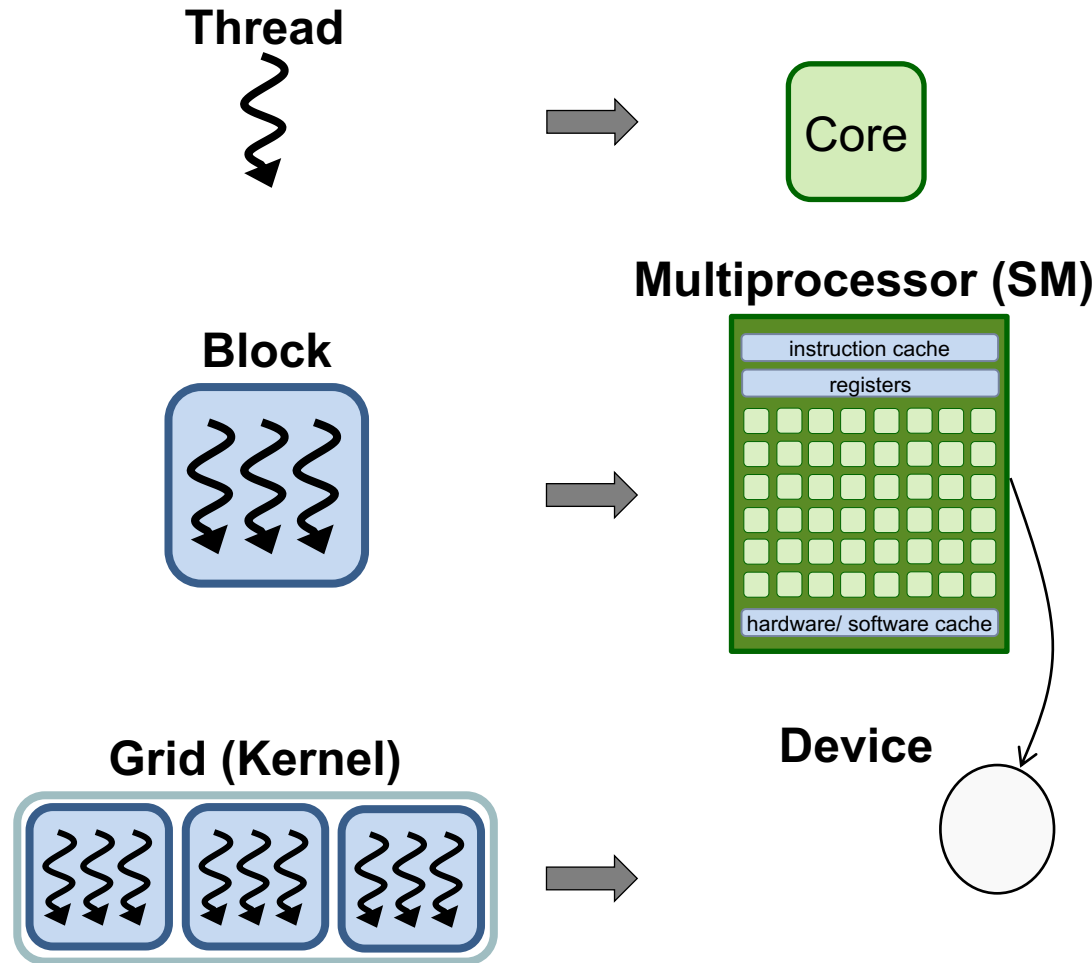 Thread
Core
Multiprocessor (SM)
Block
instruction cache
registers
hardware/ software cache
Device
Grid (Kernel)